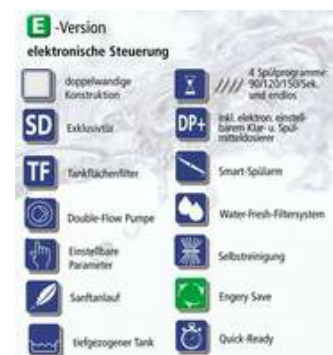 E -Version
elektronische Steuerung
doppelwandige
Konstruktion
4 Spülprogramme:
90/120/150/Sek.
und endlos
SD Exklusivtür
DP+ inkl. elektron. einstell-
barem Klar- u. Spül-
mitteldosierer
TF Tankflächenfilter
Smart-Spülarm
Double-Flow Pumpe
Water-Fresh-Filtersystem
Einstellbare
Parameter
Selbstreinigung
Sanftanlauf
Engery Save
tiefgezogener Tank
Quick-Ready